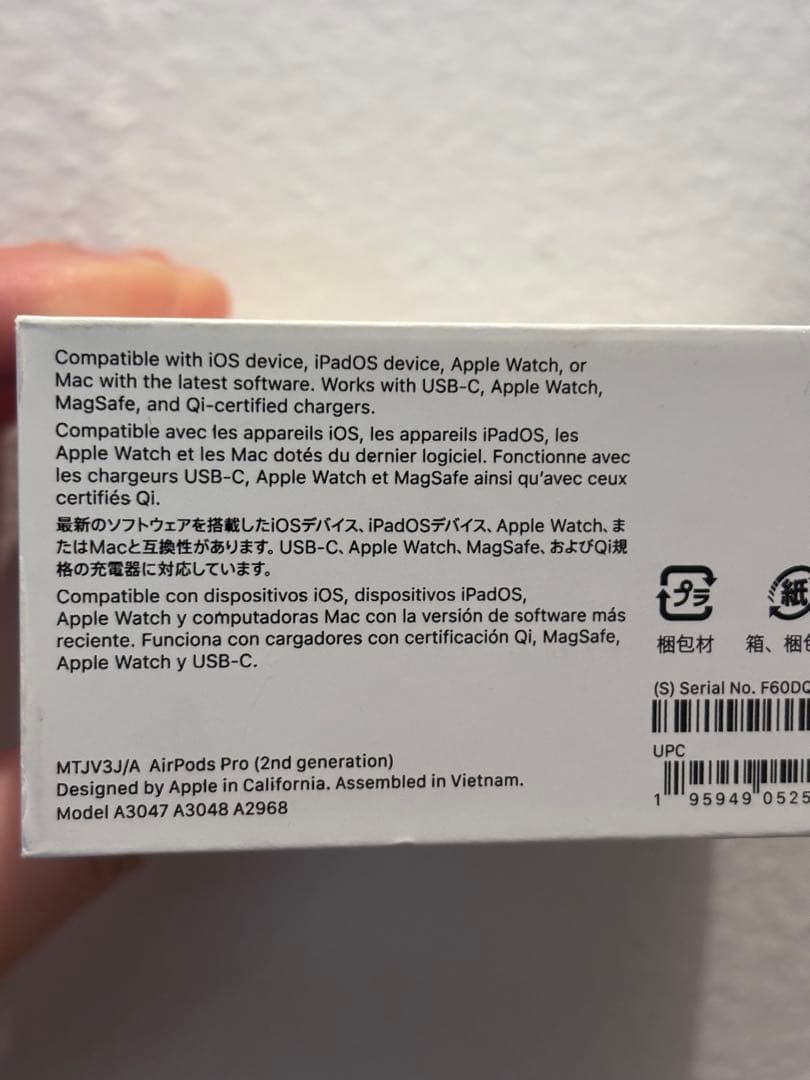 Compatible with iOS device, iPadOS device, Apple Watch, or
Mac with the latest software. Works with USB-C, Apple Watch,
MagSafe, and Qi-certified chargers.
Compatible avec les appareils iOS, les appareils iPadOS, les
Apple Watch et les Mac dotés du dernier logiciel. Fonctionne avec
les chargeurs USB-C, Apple Watch et MagSafe ainsi qu'avec ceux
certifiés Qi.
最新のソフトウェアを搭載したiOSデバイス、iPadOSデバイス、Apple Watch、ま
たはMacと互換性があります。USB-C、Apple Watch、MagSafe、およびQi規
格の充電器に対応しています。
Compatible con dispositivos iOS, dispositivos iPadOS,
Apple Watch y computadoras Mac con la versión de software más
reciente. Funciona con cargadores con certificación Qi, MagSafe,
Apple Watch y USB-C.
プラ 紙
梱包材 箱、梱包
(S) Serial No. F60DQ
UPC
1 95949 0525
MTJV3J/A AirPods Pro (2nd generation)
Designed by Apple in California. Assembled in Vietnam.
Model A3047 A3048 A2968